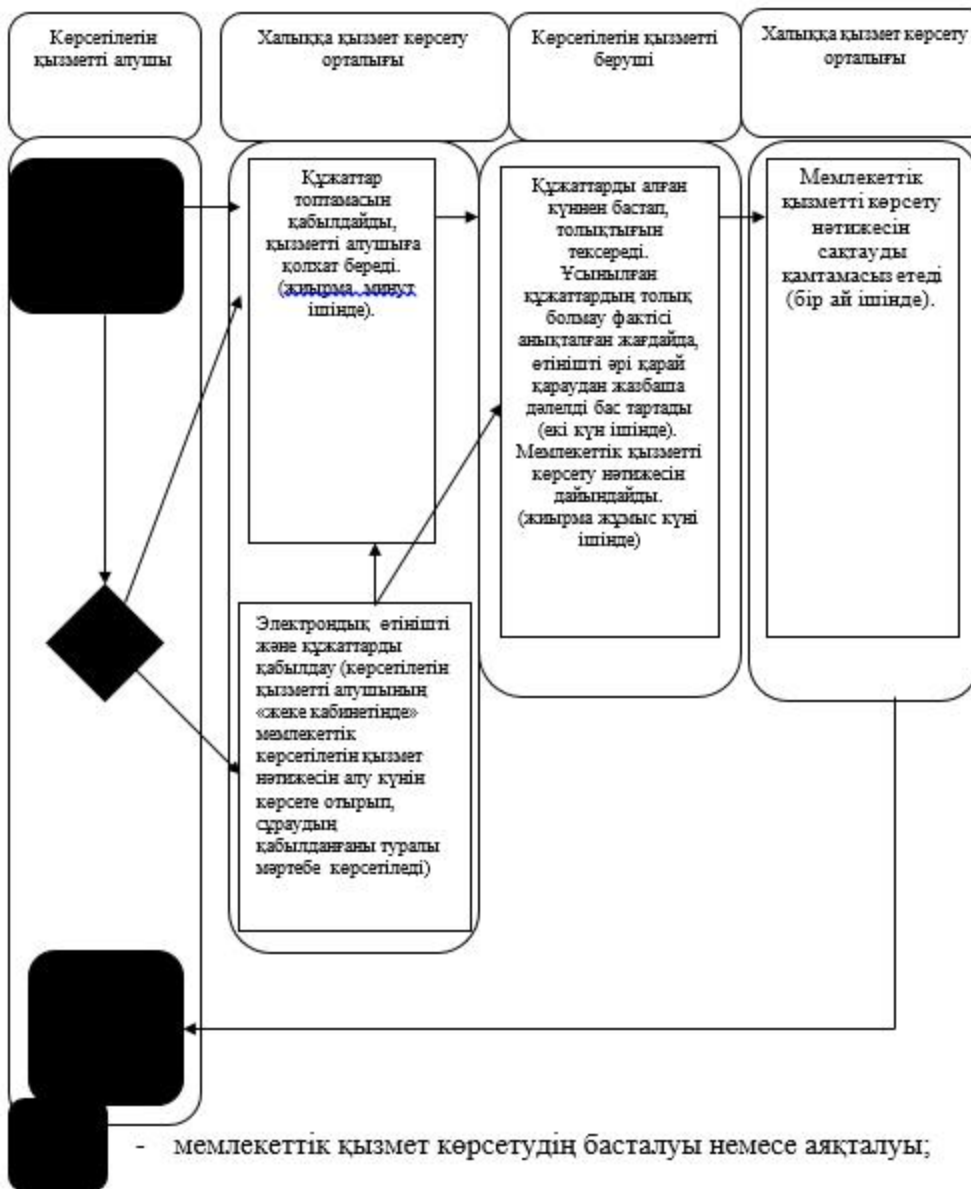 Көрсетілетін
қызметті алушы
Халыққа қызмет көрсету
орталығы
Көрсетілетін қызметті
беруші
Халыққа қызмет көрсету
орталығы
Құжаттар
топтамасын
қабылдайды,
қызметті алушыға
қолхат береді.
(жиырма минут
ішінде).
Құжаттарды алған
күннен бастап,
толықтығын
тексереді.
Ұсынылған
құжаттардың толық
болмау фактісі
анықталған жағдайда,
өтінішті әрі қарай
қараудан жазбаша
дәлелді бас тартады
(екі күн ішінде).
Мемлекеттік қызметті
көрсету нәтижесін
дайындайды.
(жиырма жұмыс күні
ішінде)
Мемлекеттік
қызметті көрсету
нәтижесін
сақтауды
қамтамасыз етеді
(бір ай ішінде).
Электрондық өтінішті
және құжаттарды
қабылдау (көрсетілетін
қызметті алушының
«жеке кабинетінде»
мемлекеттік
көрсетілетін қызмет
нәтижесін алу күнін
көрсете отырып,
сұраудың
қабылданғаны туралы
мәртебе көрсетіледі)
- мемлекеттік қызмет көрсетудің басталуы немесе аяқталуы;